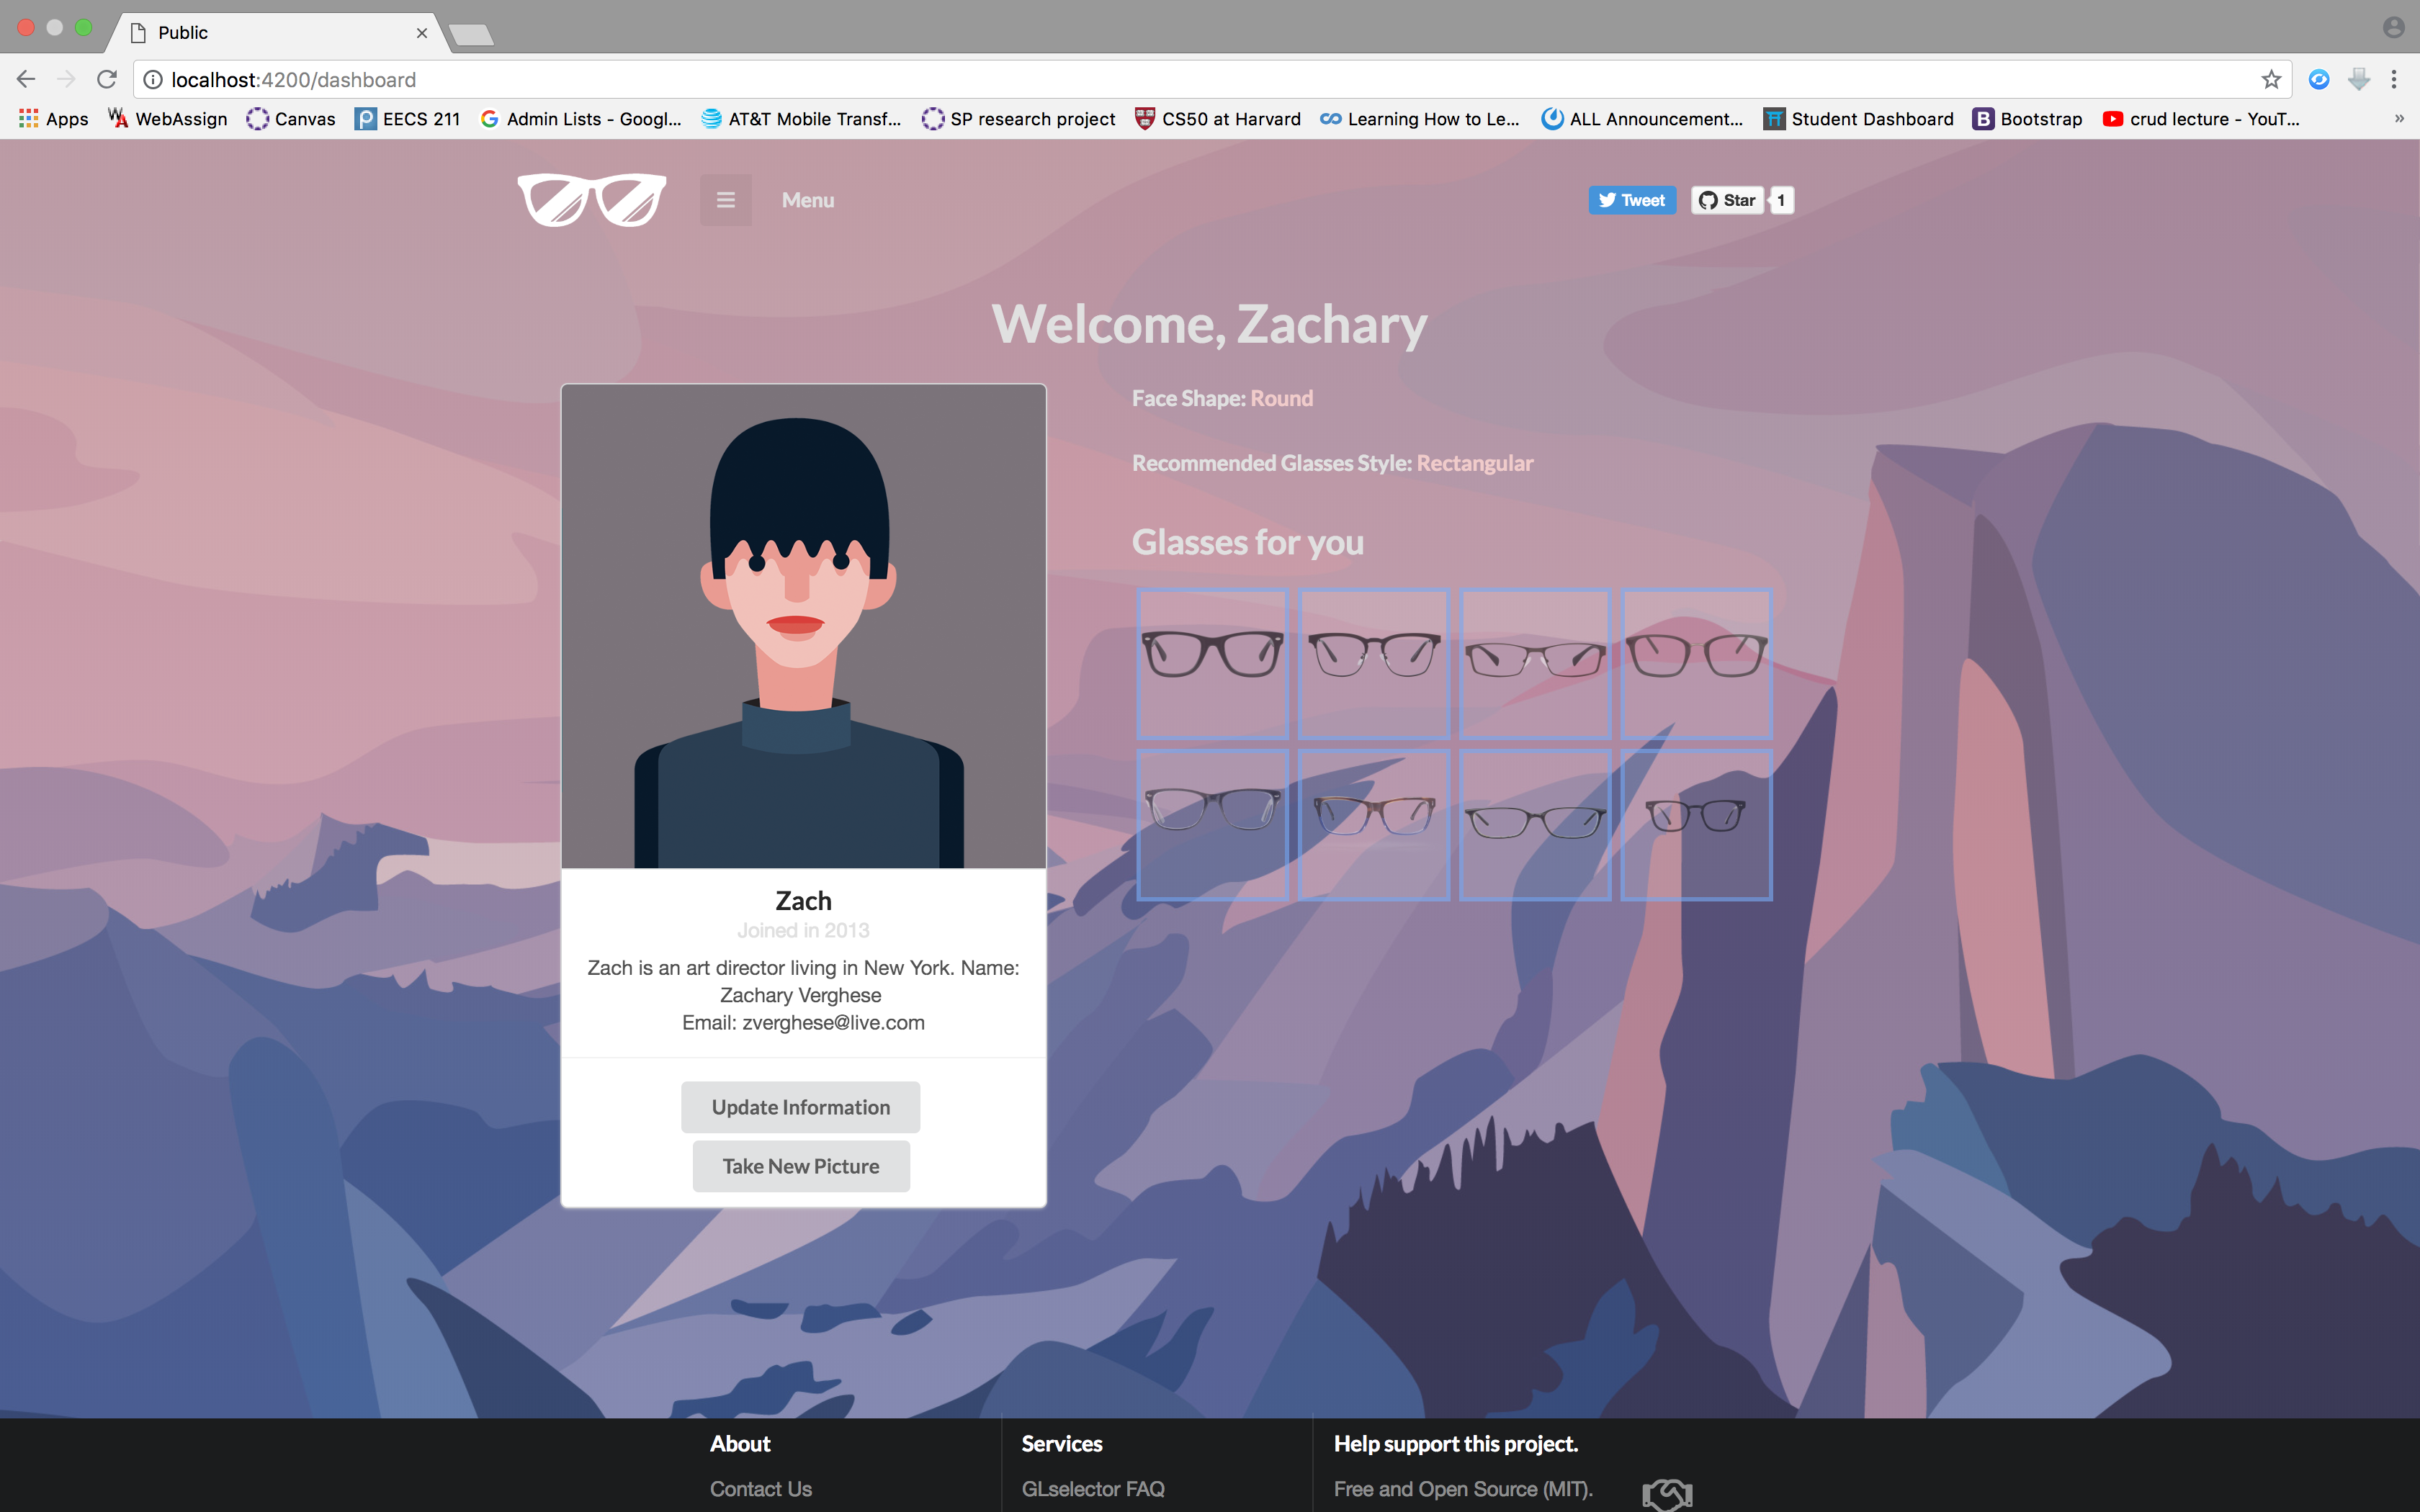 Public
localhost:4200/dashboard
Apps WebAssign Canvas EECS 211 Admin Lists - Googl... AT&T Mobile Transf... SP research project CS50 at Harvard Learning How to Le... ALL Announcement... Student Dashboard Bootstrap crud lecture - YouT... »
Menu Tweet Star 1
Welcome, Zachary
Face Shape: Round
Recommended Glasses Style: Rectangular
Glasses for you
Zach
Joined in 2013
Zach is an art director living in New York. Name:
Zachary Verghese
Email: zverghese@live.com
Update Information
Take New Picture
About Services Help support this project.
Contact Us GLselector FAQ Free and Open Source (MIT).